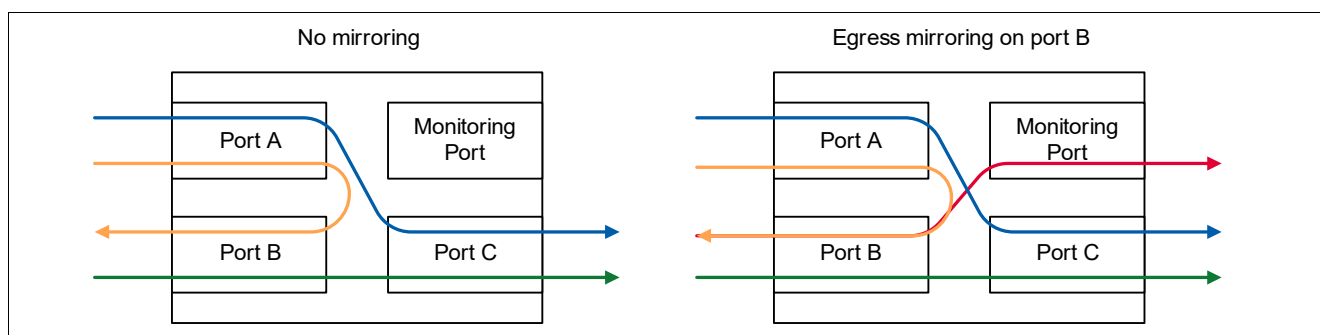 No mirroring
Port A
Monitoring
Port
Port B
Port C
Egress mirroring on port B
Port A
Monitoring
Port
Port B
Port C